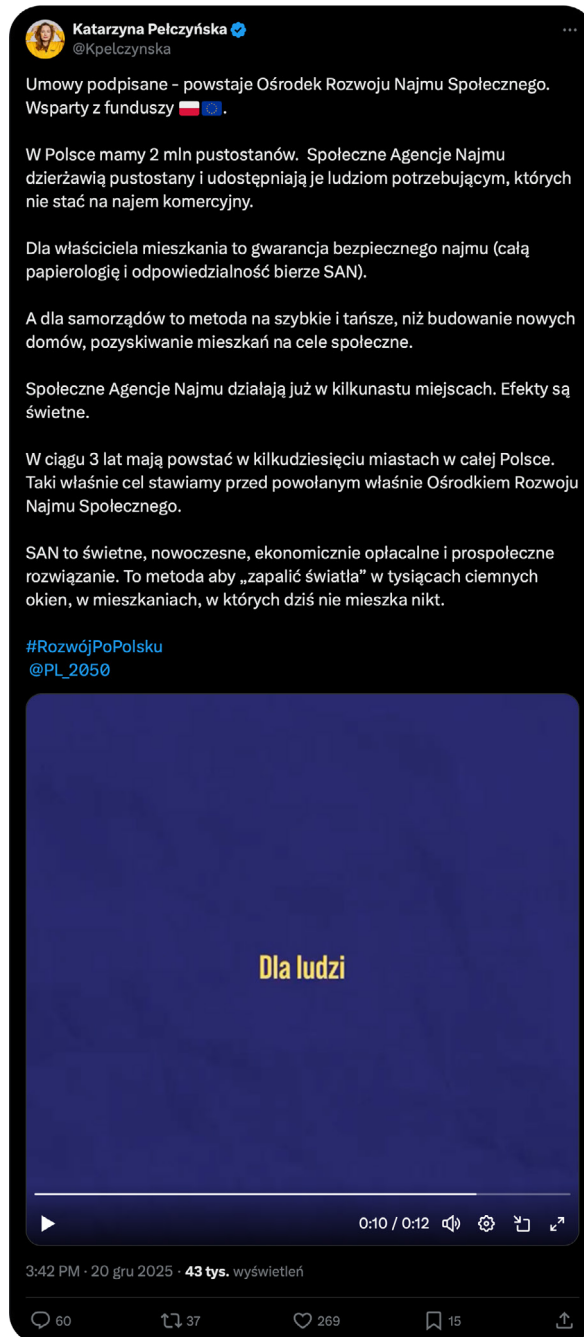 Katarzyna Pełczyńska
@Kpelczynska
Umowy podpisane - powstaje Ośrodek Rozwoju Najmu Społecznego.
Wsparty z funduszy 🇵🇱🇪🇺.
W Polsce mamy 2 mln pustostanów.  Społeczne Agencje Najmu
dzierżawią pustostany i udostępniają je ludziom potrzebującym, których
nie stać na najem komercyjny.
Dla właściciela mieszkania to gwarancja bezpiecznego najmu (całą
papierologię i odpowiedzialność bierze SAN).
A dla samorządów to metoda na szybkie i tańsze, niż budowanie nowych
domów, pozyskiwanie mieszkań na cele społeczne.
Społeczne Agencje Najmu działają już w kilkunastu miejscach. Efekty są
świetne.
W ciągu 3 lat mają powstać w kilkudziesięciu miastach w całej Polsce.
Taki właśnie cel stawiamy przed powołanym właśnie Ośrodkiem Rozwoju
Najmu Społecznego.
SAN to świetne, nowoczesne, ekonomicznie opłacalne i prospołeczne
rozwiązanie. To metoda aby „zapalić światła” w tysiącach ciemnych
okien, w mieszkaniach, w których dziś nie mieszka nikt.
#RozwójPoPolsku
@PL_2050
Dla ludzi
0:10 / 0:12
3:42 PM · 20 gru 2025 · 43 tys. wyświetleń
60 37 269 15